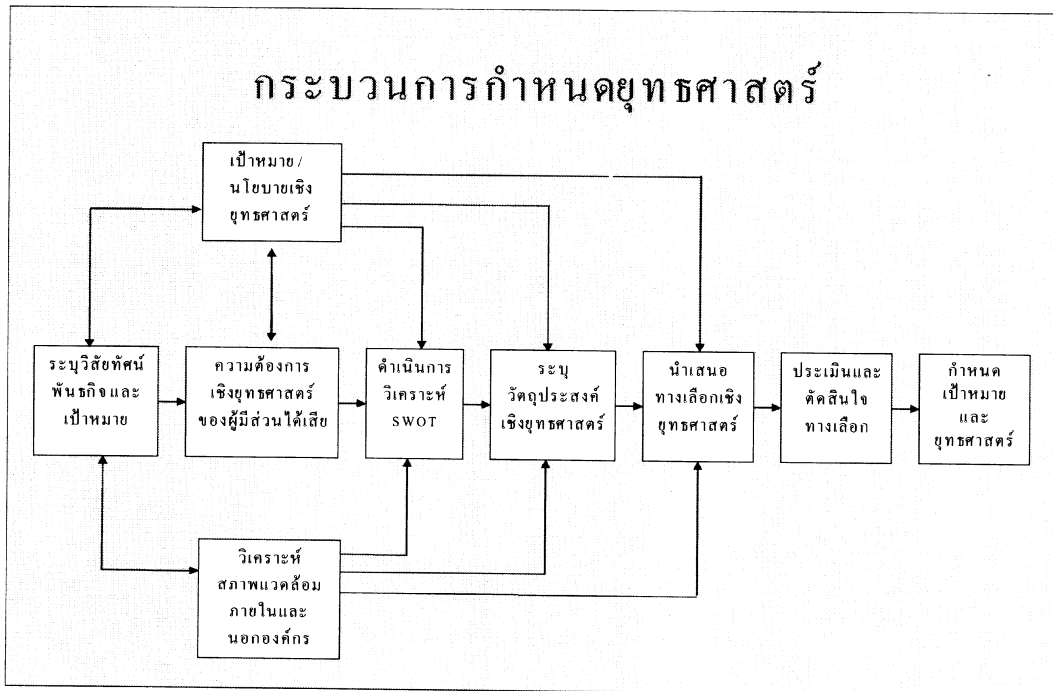 กระบวนการกำหนดยุทธศาสตร์
เป้าหมาย/
นโยบายเชิง
ยุทธศาสตร์
ระบุวิสัยทัศน์
พันธกิจและ
เป้าหมาย
ความต้องการ
เชิงยุทธศาสตร์
ของผู้มีส่วนได้เสีย
ดำเนินการ
วิเคราะห์
SWOT
ระบุ
วัตถุประสงค์
เชิงยุทธศาสตร์
นำเสนอ
ทางเลือกเชิง
ยุทธศาสตร์
ประเมินและ
ตัดสินใจ
ทางเลือก
กำหนด
เป้าหมาย
และ
ยุทธศาสตร์
วิเคราะห์
สภาพแวดล้อม
ภายในและ
นอกองค์กร